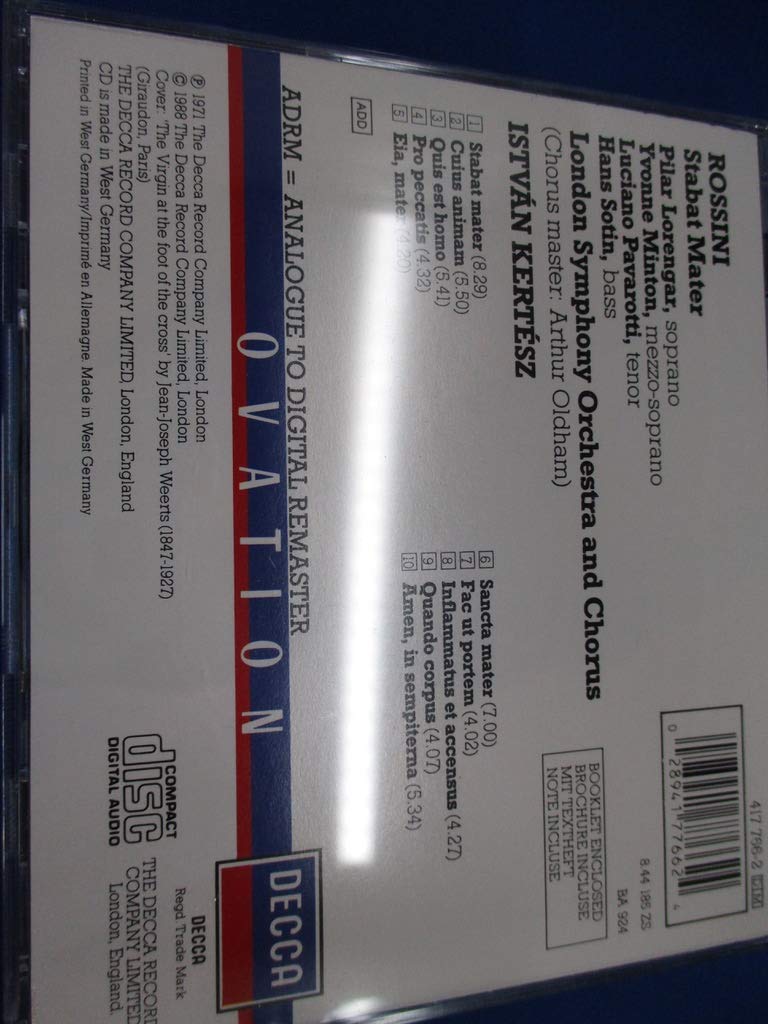 417 766-2 DM
ROSSINI
Stabat Mater
Pilar Lorengar, soprano
Yvonne Minton, mezzo-soprano
Luciano Pavarotti, tenor
Hans Sotin, bass
London Symphony Orchestra and Chorus
(Chorus master: Arthur Oldham)
ISTVÁN KERTÉSZ
0 28941 77662 4
8.44 185 ZS
BA 924
BOOKLET ENCLOSED
BROCHURE INCLUSE
MIT TEXTHEFT
NOTE INCLUSE
1 Stabat mater (8.29)
2 Cuius animam (5.50)
3 Quis est homo (5.41)
4 Pro peccatis (4.32)
5 Eia, mater (4.30)
6 Sancta mater (7.00)
7 Fac ut portem (4.02)
8 Inflammatus et accensus (4.27)
9 Quando corpus (4.07)
10 Amen, in sempiterna (5.34)
ADD
ADRM = ANALOGUE TO DIGITAL REMASTER
OVATION
DECCA
℗ 1971 The Decca Record Company Limited, London
© 1988 The Decca Record Company Limited, London
Cover: 'The Virgin at the foot of the cross' by Jean-Joseph Weerts (1847-1927)
(Giraudon, Paris)
THE DECCA RECORD COMPANY LIMITED, London, England
CD is made in West Germany
Printed in West Germany/Imprimé en Allemagne. Made in West Germany
COMPACT
disc
DIGITAL AUDIO
DECCA
Regd Trade Mark
THE DECCA RECORD
COMPANY LIMITED
London, England.